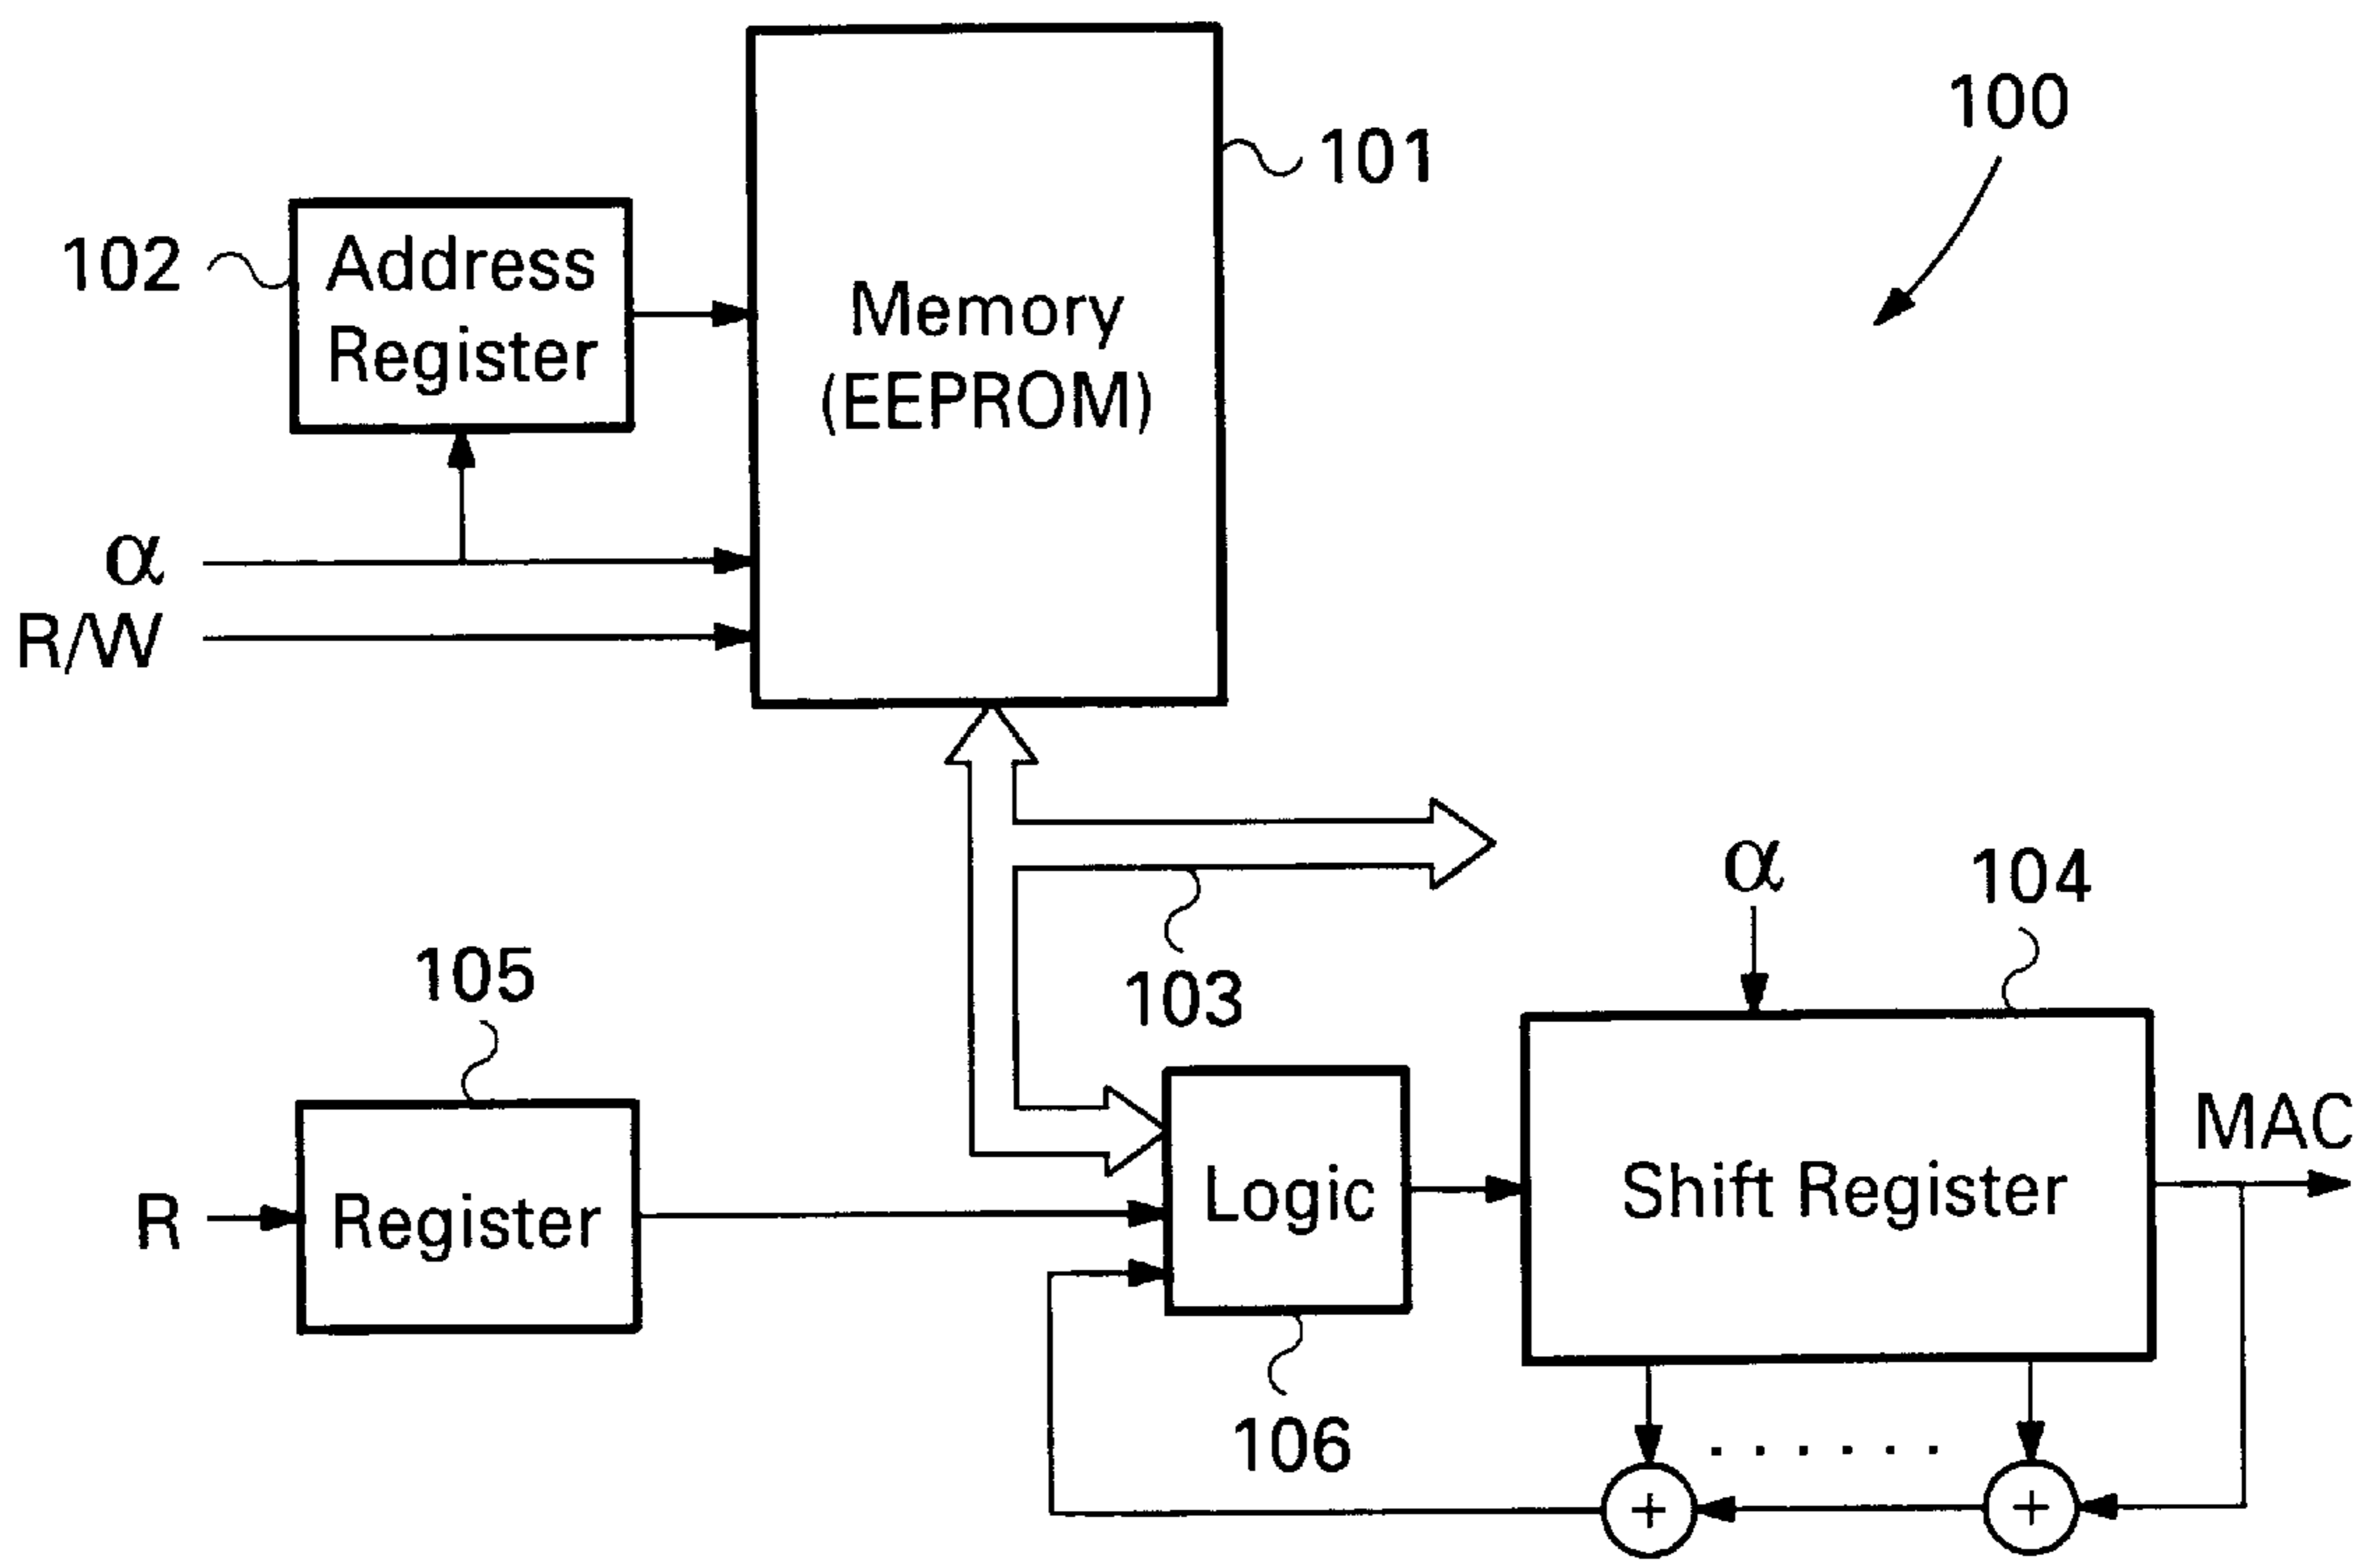 100
101
102
Address
Register
Memory
(EEPROM)
α
R/W
α
104
105
103
MAC
R
Register
Logic
Shift Register
106
+
+